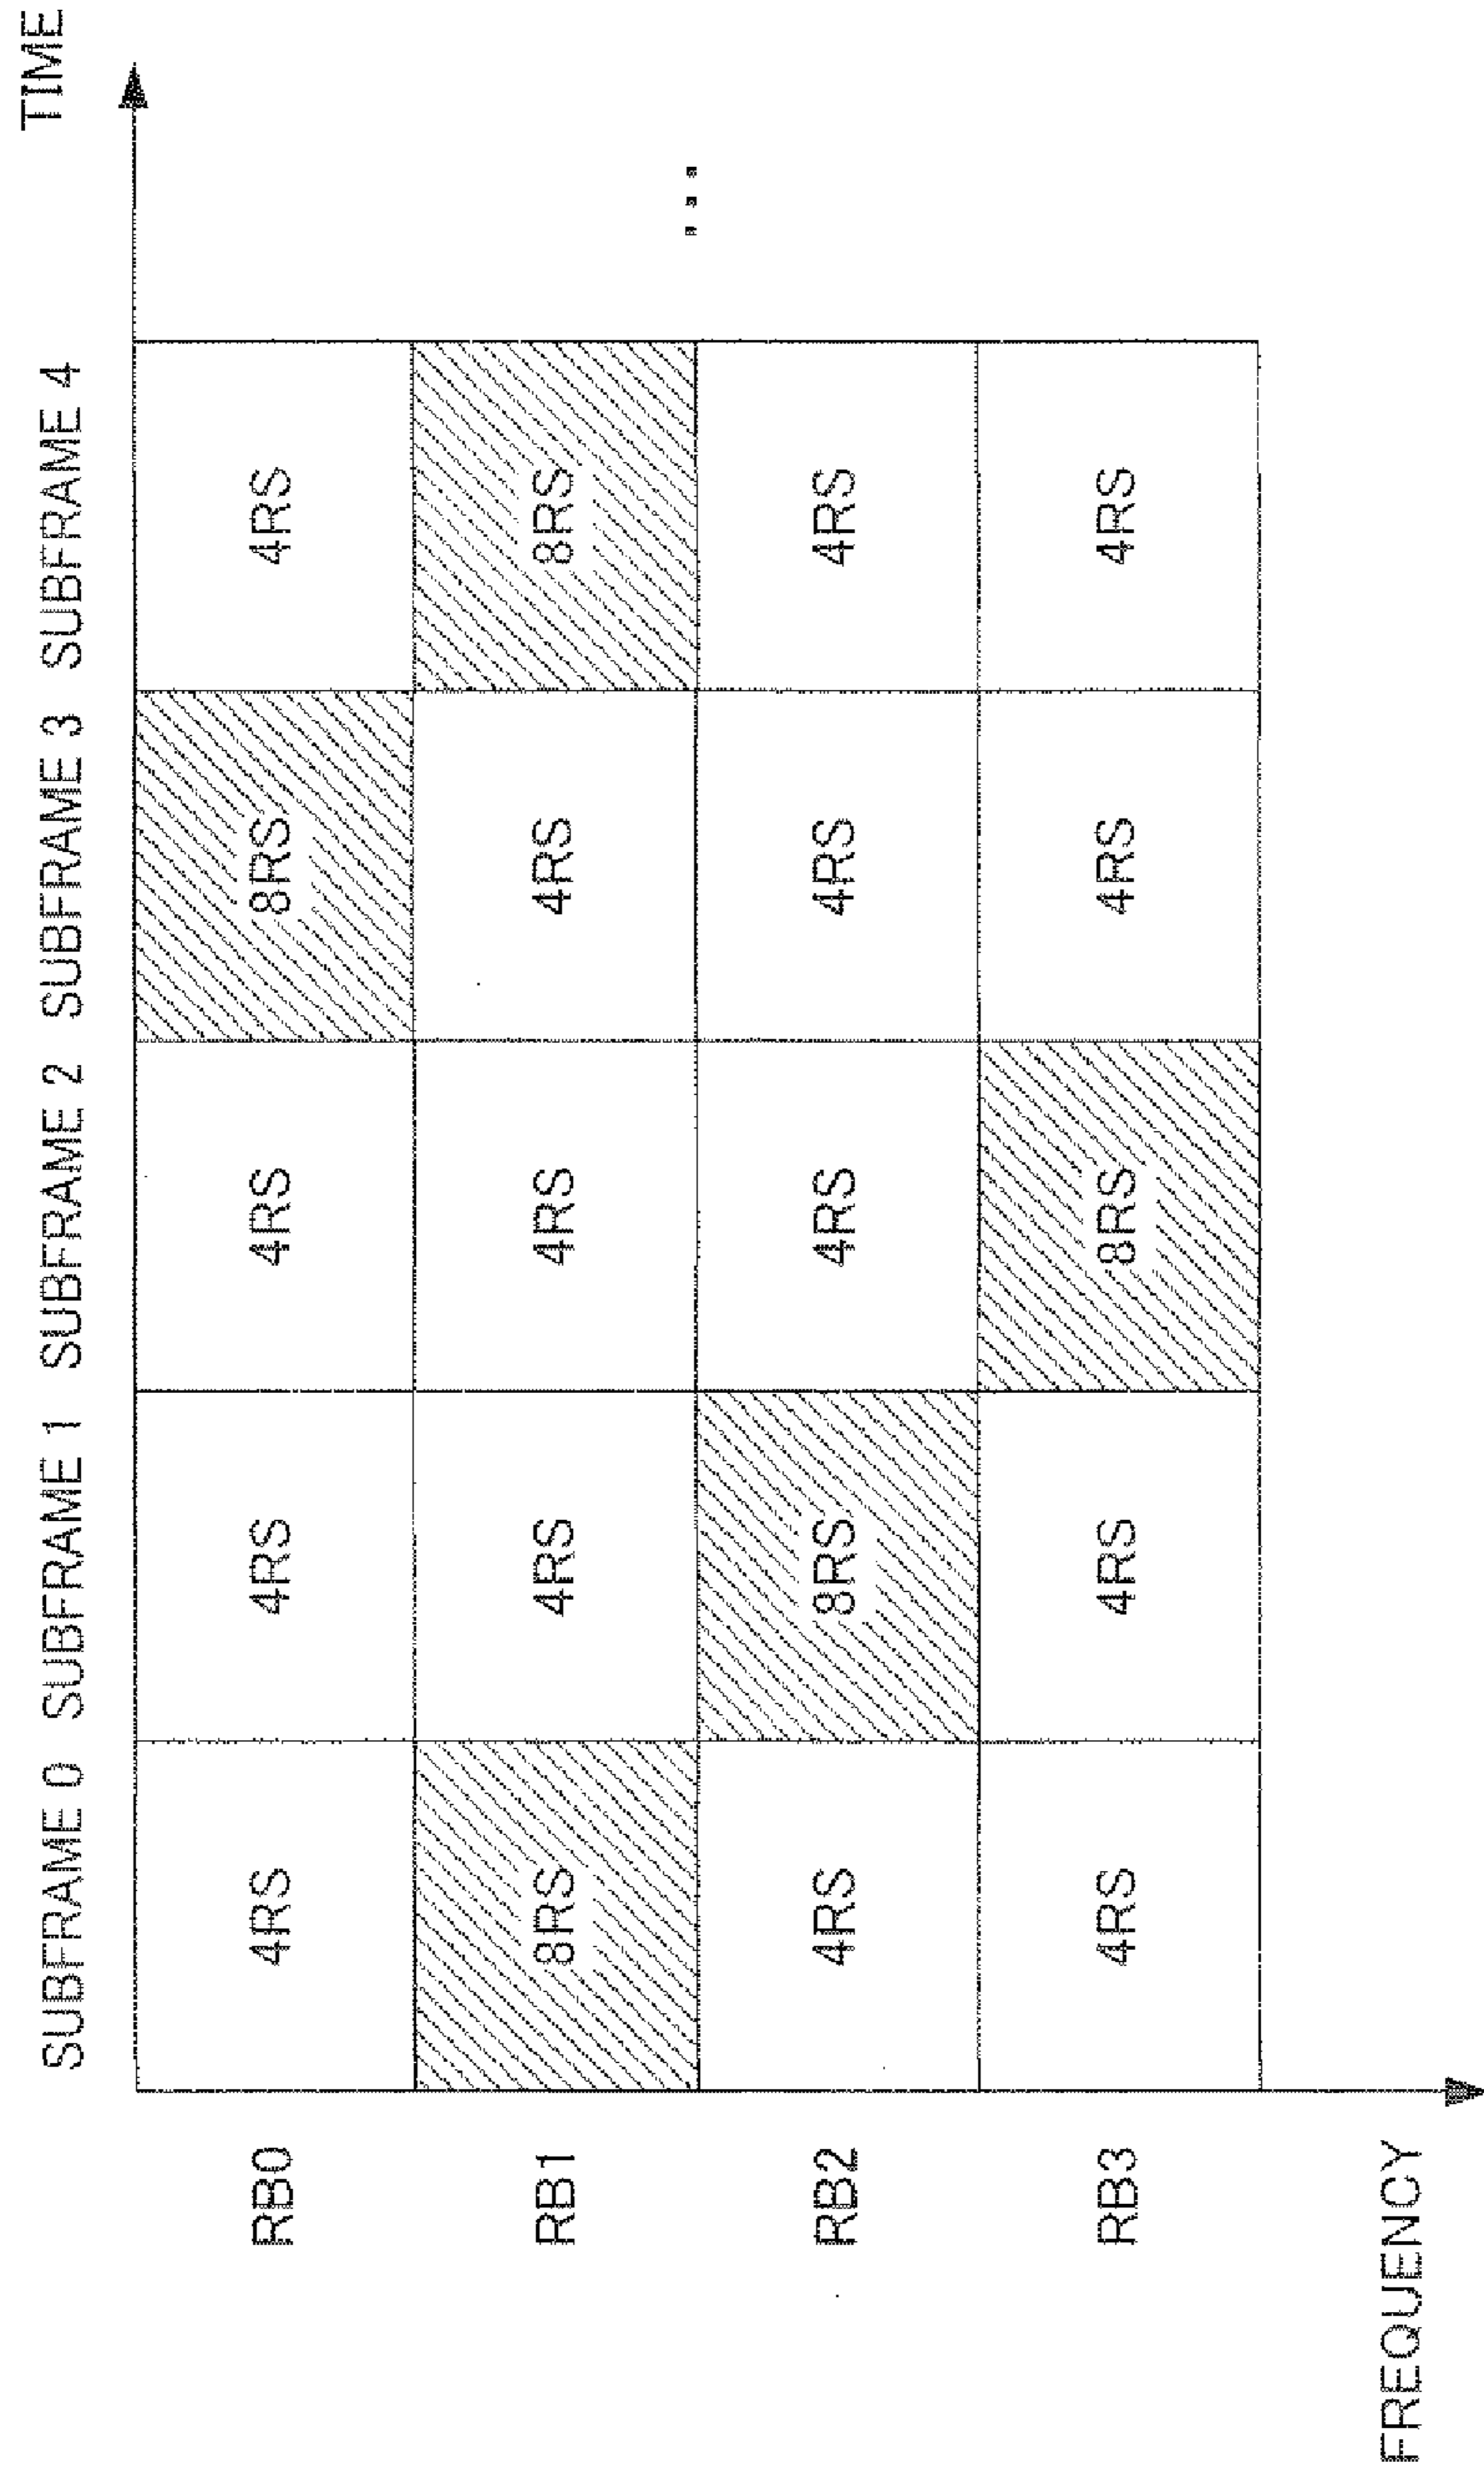 TIME
SUBFRAME 0 SUBFRAME 1 SUBFRAME 2 SUBFRAME 3 SUBFRAME 4
RB0 4RS 4RS 4RS 8RS 4RS
RB1 8RS 4RS 4RS 4RS 8RS
...
RB2 4RS 8RS 4RS 4RS 4RS
RB3 4RS 4RS 8RS 4RS 4RS
FREQUENCY